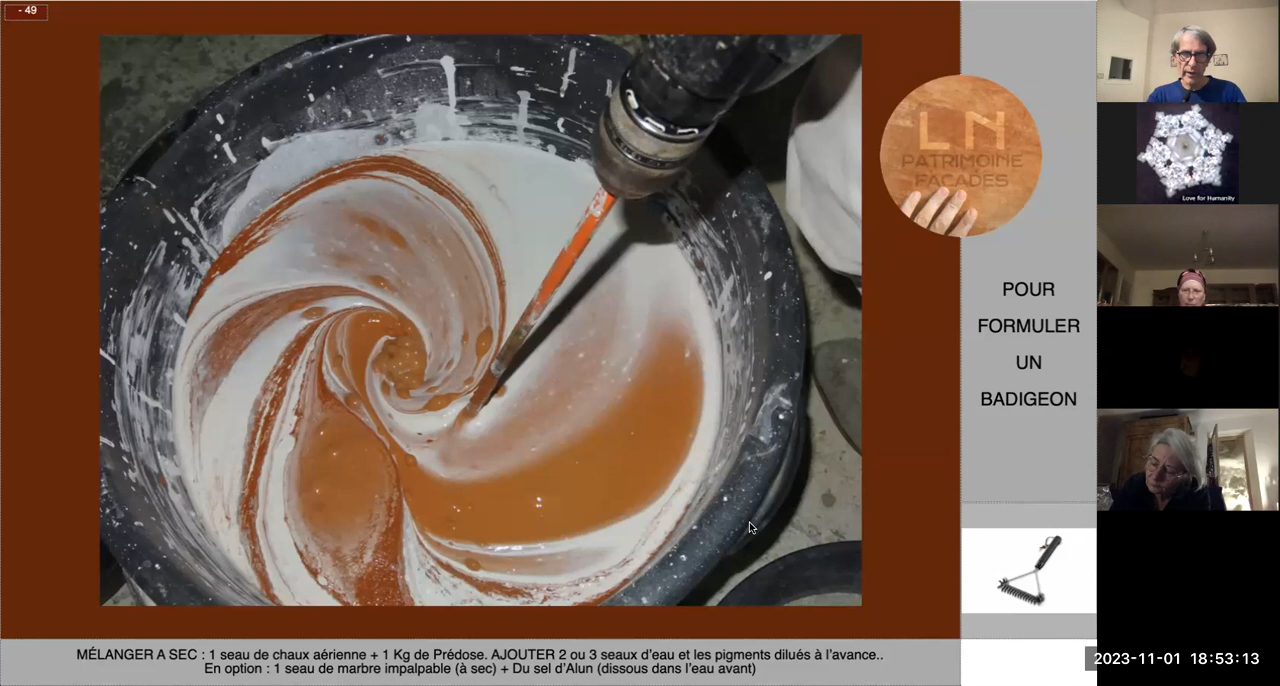 - 49
LN
PATRIMOINE
FAÇADES
POUR
FORMULER
UN
BADIGEON
Love for Humanity
MÉLANGER A SEC : 1 seau de chaux aérienne + 1 Kg de Prédose. AJOUTER 2 ou 3 seaux d'eau et les pigments dilués à l'avance..
En option : 1 seau de marbre impalpable (à sec) + Du sel d'Alun (dissous dans l'eau avant)
2023-11-01 18:53:13